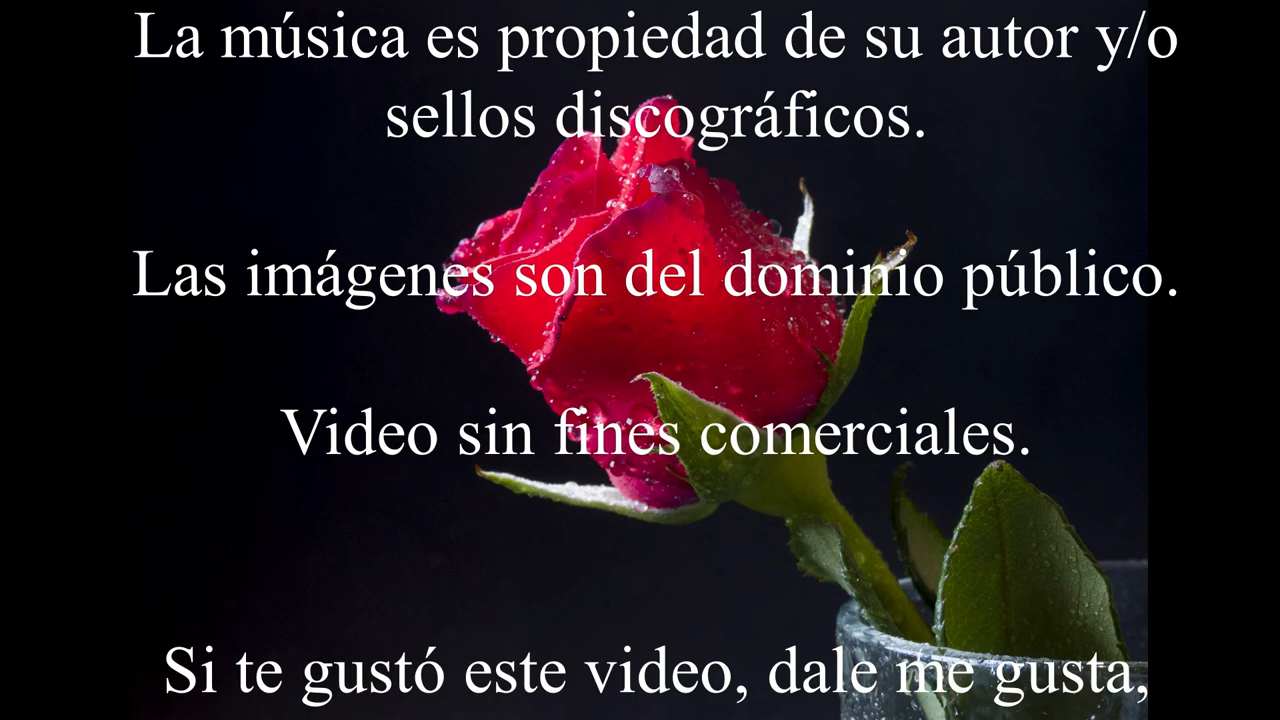 La música es propiedad de su autor y/o
sellos discográficos.
Las imágenes son del dominio público.
Video sin fines comerciales.
Si te gustó este video, dale me gusta,